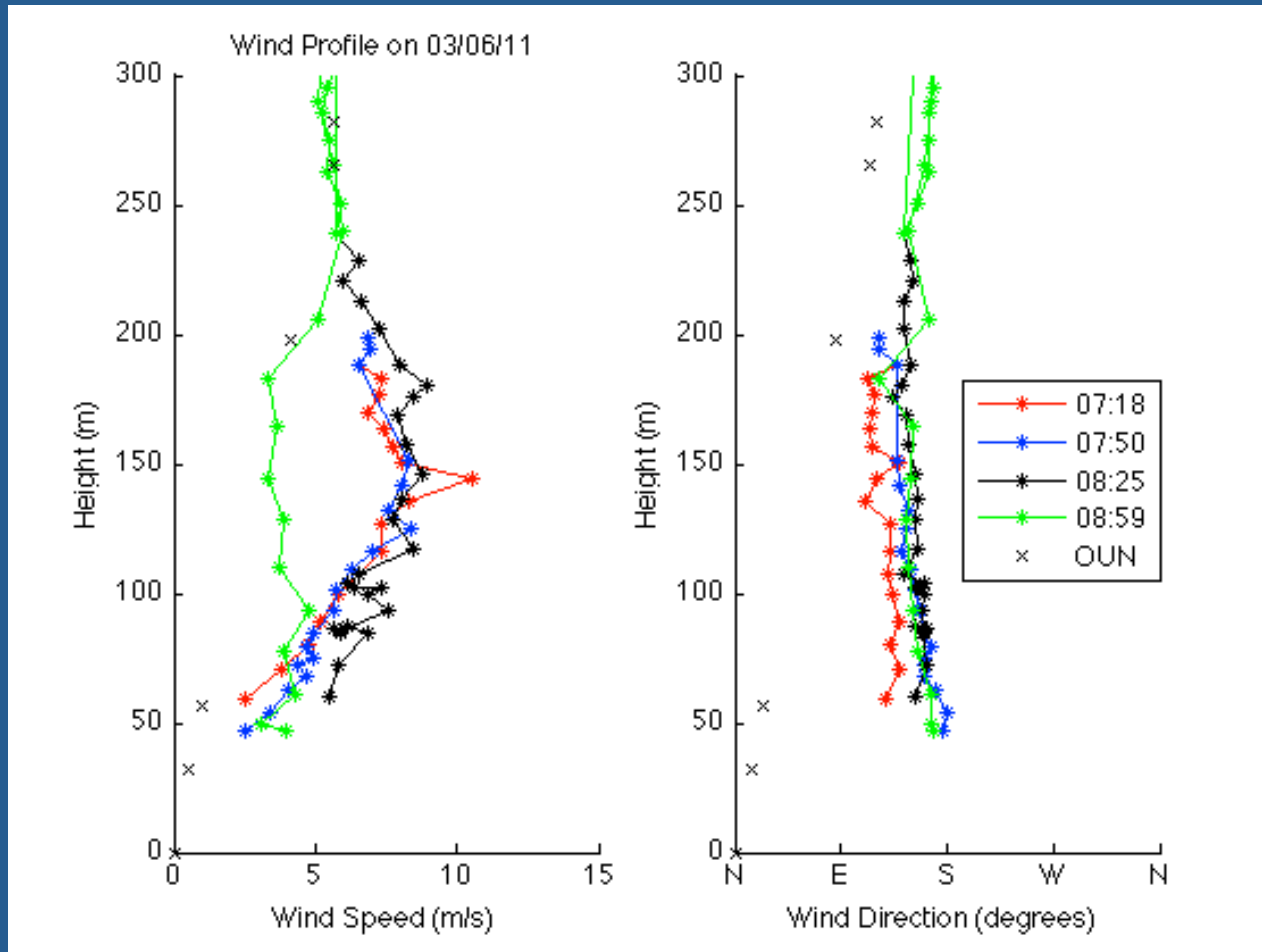 Wind Profile on 03/06/11
300
250
200
150
100
50
0
Height (m)
0 5 10 15
Wind Speed (m/s)
300
250
200
150
100
50
0
Height (m)
N E S W N
Wind Direction (degrees)
07:18
07:50
08:25
08:59
OUN